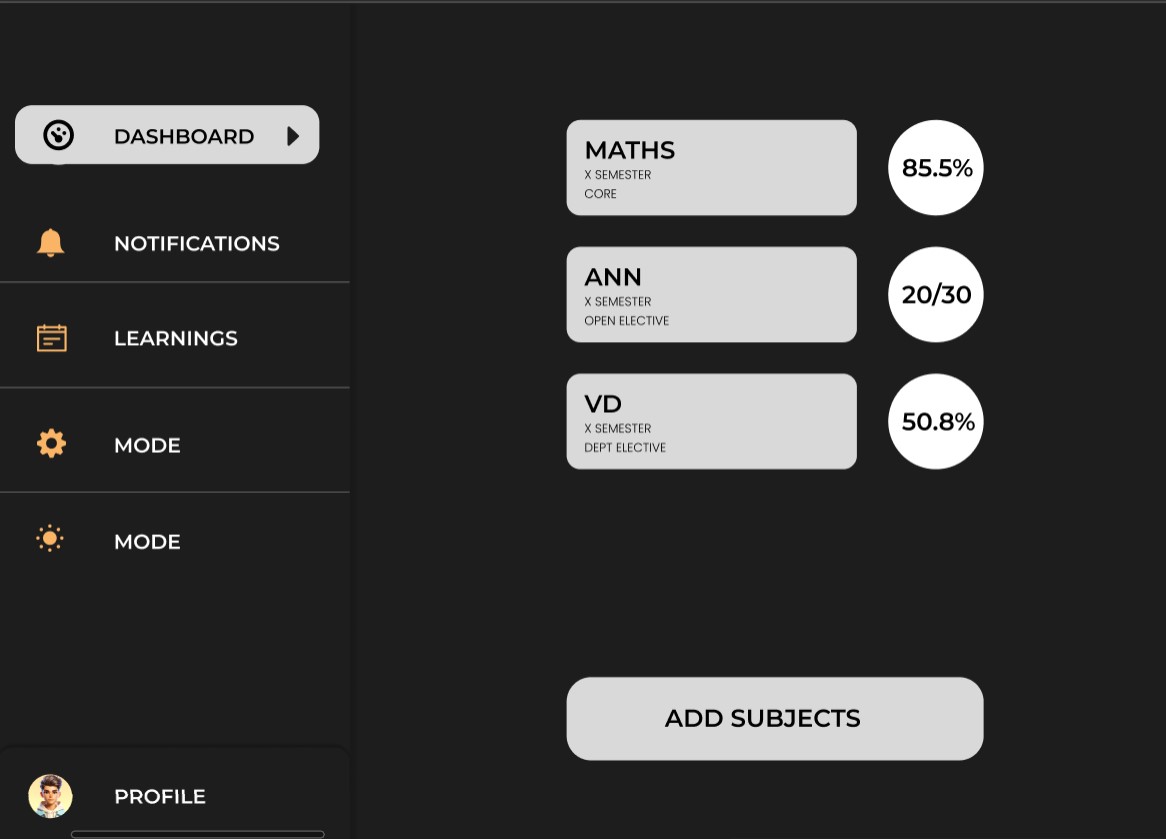 DASHBOARD
NOTIFICATIONS
LEARNINGS
MODE
MODE
PROFILE
MATHS
X SEMESTER
CORE
85.5%
ANN
X SEMESTER
OPEN ELECTIVE
20/30
VD
X SEMESTER
DEPT ELECTIVE
50.8%
ADD SUBJECTS